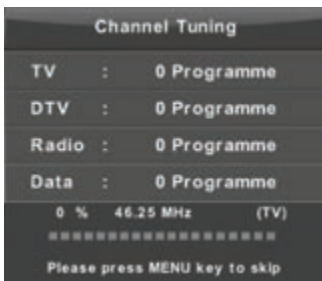 Channel Tuning
TV : 0 Programme
DTV : 0 Programme
Radio : 0 Programme
Data : 0 Programme
0 % 46.25 MHz (TV)
Please press MENU key to skip